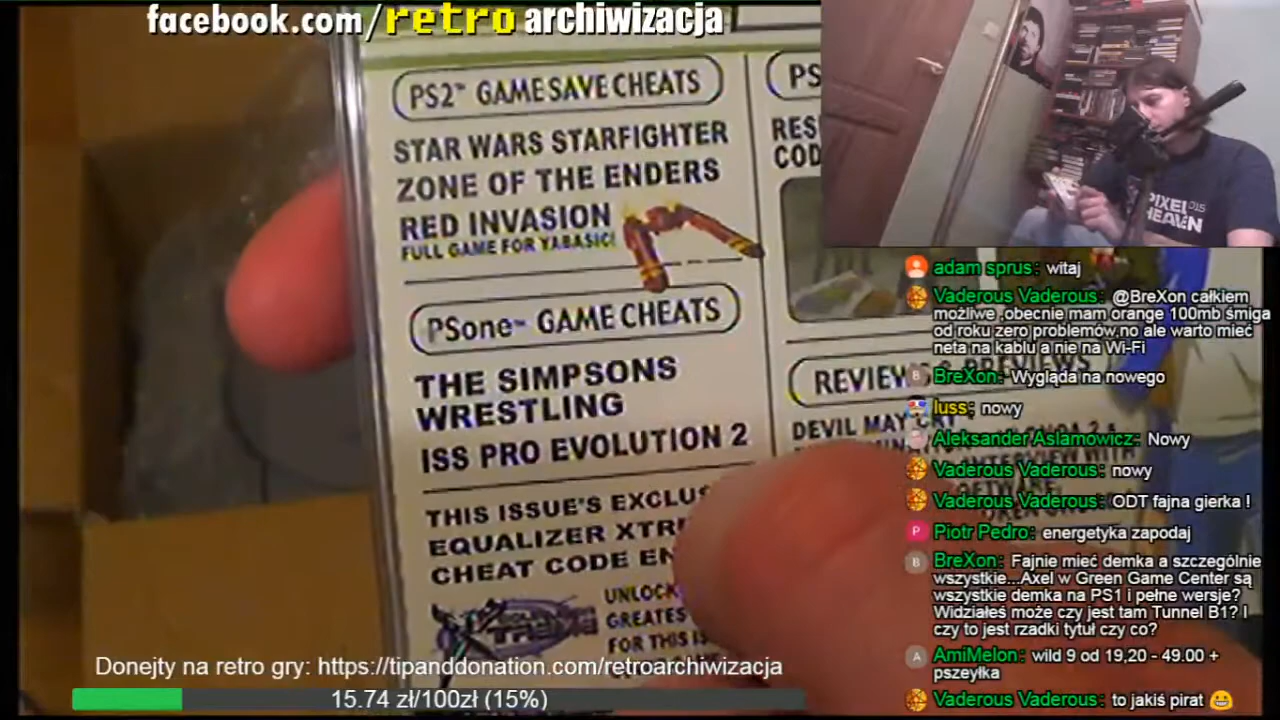 facebook.com/retro archiwizacja
PS2™ GAME SAVE CHEATS
STAR WARS STARFIGHTER
ZONE OF THE ENDERS
RED INVASION
FULL GAME FOR YABASIC!
PSone™ GAME CHEATS
THE SIMPSONS
WRESTLING
ISS PRO EVOLUTION 2
THIS ISSUE'S
EQUALIZER
CHEAT CODE
UNLOCK
FOR THIS
PS
RES
COD
DEVIL MAY CRY
INTERVIEW WITH
PIXEL 015
HEAVEN
adam sprus: witaj
Vaderous Vaderous: @BreXon całkiem
możliwe ,obecnie mam orange 100mb śmiga
od roku zero problemów,no ale warto mieć
neta na kablu a nie na Wi-Fi
BreXon: Wygląda na nowego
luss: nowy
Aleksander Aslamowicz: Nowy
Vaderous Vaderous: nowy
Vaderous Vaderous: ODT fajna gierka !
Piotr Pedro: energetyka zapodaj
BreXon: Fajnie mieć demka a szczególnie
wszystkie...Axel w Green Game Center są
wszystkie demka na PS1 i pełne wersje?
Widziałeś może czy jest tam Tunnel B1? I
czy to jest rzadki tytuł czy co?
AmiMelon: wild 9 od 19,20 - 49.00 +
pszeyłka
Vaderous Vaderous: to jakiś pirat 😀
Donejty na retro gry: https://tipanddonation.com/retroarchiwizacja
15.74 zł/100zł (15%)